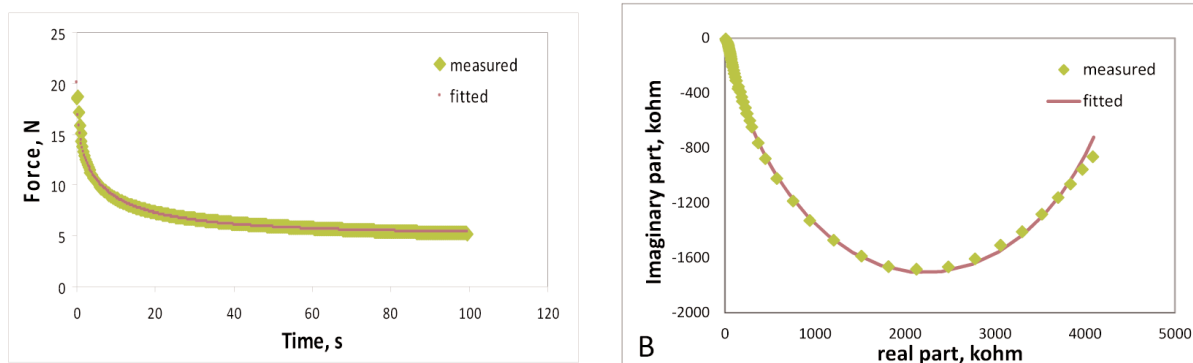 25
20
15
10
5
0
Force, N
measured
fitted
0 20 40 60 80 100 120
Time, s
0
-400
-800
-1200
-1600
-2000
Imaginary part, kohm
measured
fitted
B
0 1000 2000 3000 4000 5000
real part, kohm